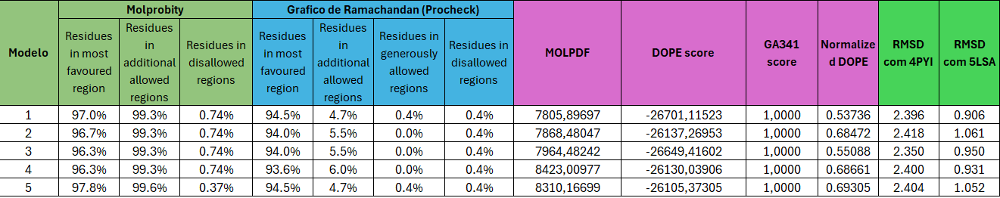 Molprobity Grafico de Ramachandan (Procheck)
Modelo Residues in most favoured region Residues in additional allowed regions Residues in disallowed regions Residues in most favoured region Residues in additional allowed regions Residues in generously allowed regions Residues in disallowed regions MOLPDF DOPE score GA341 score Normalize d DOPE RMSD com 4PYI RMSD com 5LSA
1 97.0% 99.3% 0.74% 94.5% 4.7% 0.4% 0.4% 7805,89697 -26701,11523 1,0000 0.53736 2.396 0.906
2 96.7% 99.3% 0.74% 94.0% 5.5% 0.0% 0.4% 7868,48047 -26137,26953 1,0000 0.68472 2.418 1.061
3 96.3% 99.3% 0.74% 94.0% 5.5% 0.0% 0.4% 7964,48242 -26649,41602 1,0000 0.55088 2.350 0.950
4 96.3% 99.3% 0.74% 93.6% 6.0% 0.0% 0.4% 8423,00977 -26130,03906 1,0000 0.68661 2.400 0.931
5 97.8% 99.6% 0.37% 94.5% 4.7% 0.4% 0.4% 8310,16699 -26105,37305 1,0000 0.69305 2.404 1.052